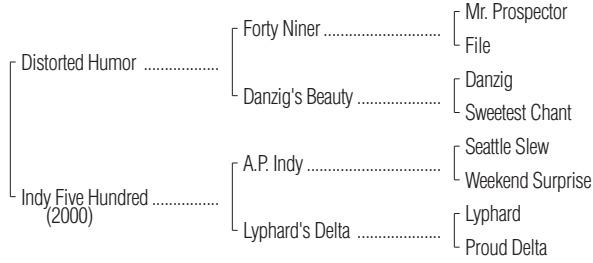 Mr. Prospector
Forty Niner ......................
File
Distorted Humor .................
Danzig
Danzig's Beauty ................
Sweetest Chant
Seattle Slew
A.P. Indy .........................
Weekend Surprise
Indy Five Hundred ...............
(2000)
Lyphard
Lyphard's Delta ................
Proud Delta